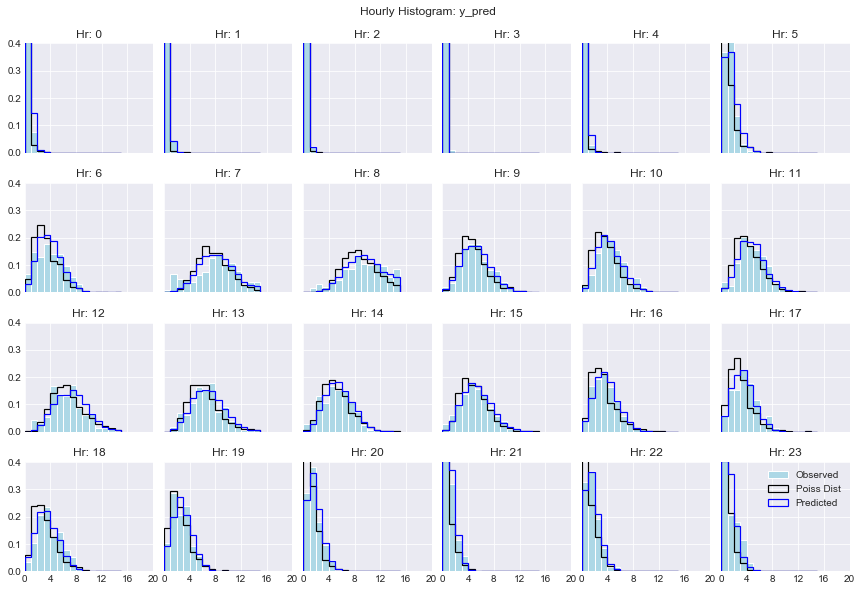 Hourly Histogram: y_pred
Hr: 0 Hr: 1 Hr: 2 Hr: 3 Hr: 4 Hr: 5
0.4
0.3
0.2
0.1
0.0
Hr: 6 Hr: 7 Hr: 8 Hr: 9 Hr: 10 Hr: 11
0.4
0.3
0.2
0.1
0.0
Hr: 12 Hr: 13 Hr: 14 Hr: 15 Hr: 16 Hr: 17
0.4
0.3
0.2
0.1
0.0
Hr: 18 Hr: 19 Hr: 20 Hr: 21 Hr: 22 Hr: 23
0.4
0.3
0.2
0.1
0.0
Observed
Poiss Dist
Predicted
0 4 8 12 16 20 0 4 8 12 16 20 0 4 8 12 16 20 0 4 8 12 16 20 0 4 8 12 16 20 0 4 8 12 16 20